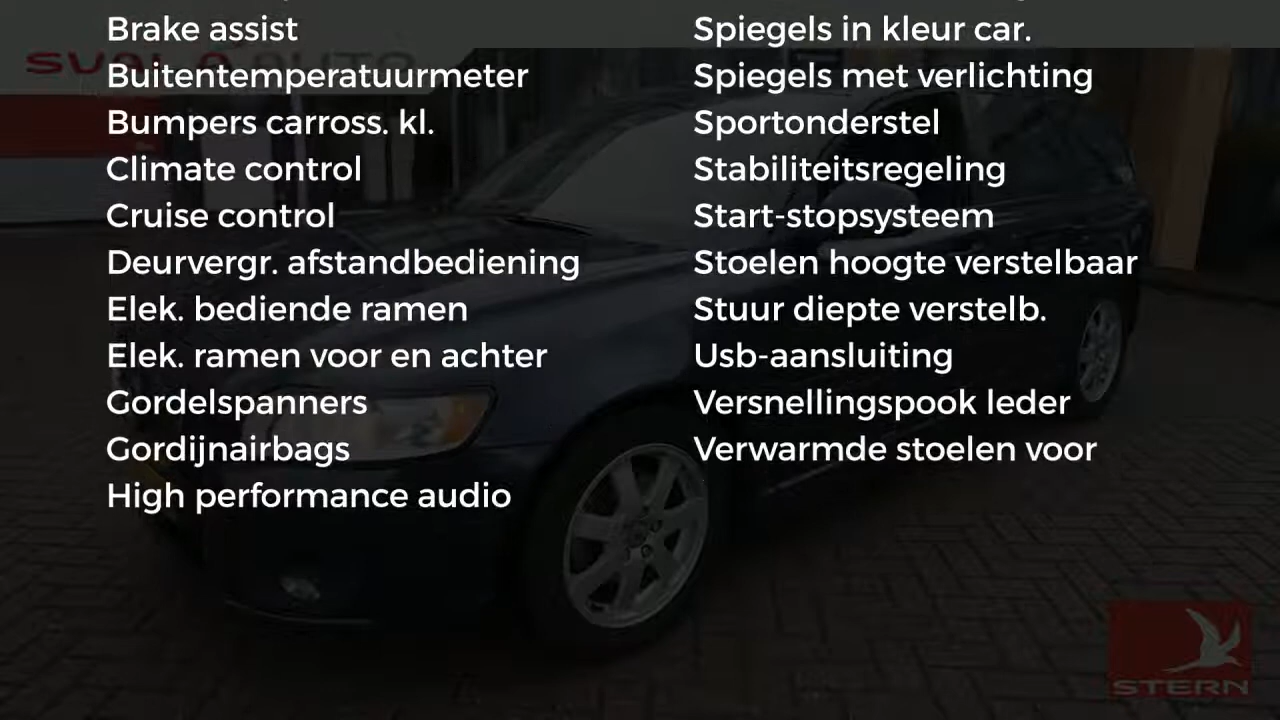 Brake assist
Buitentemperatuurmeter
Bumpers carross. kl.
Climate control
Cruise control
Deurvergr. afstandbediening
Elek. bediende ramen
Elek. ramen voor en achter
Gordelspanners
Gordijnairbags
High performance audio
Spiegels in kleur car.
Spiegels met verlichting
Sportonderstel
Stabiliteitsregeling
Start-stopsysteem
Stoelen hoogte verstelbaar
Stuur diepte verstelb.
Usb-aansluiting
Versnellingspook leder
Verwarmde stoelen voor
STERN